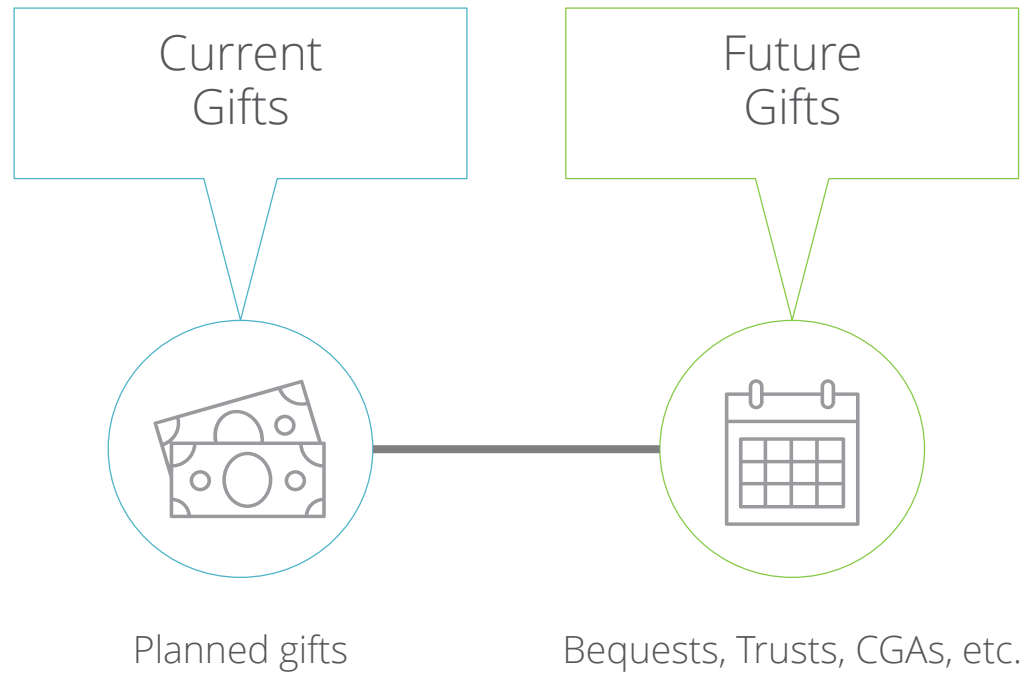 Current
Gifts
Future
Gifts
Planned gifts
Bequests, Trusts, CGAs, etc.